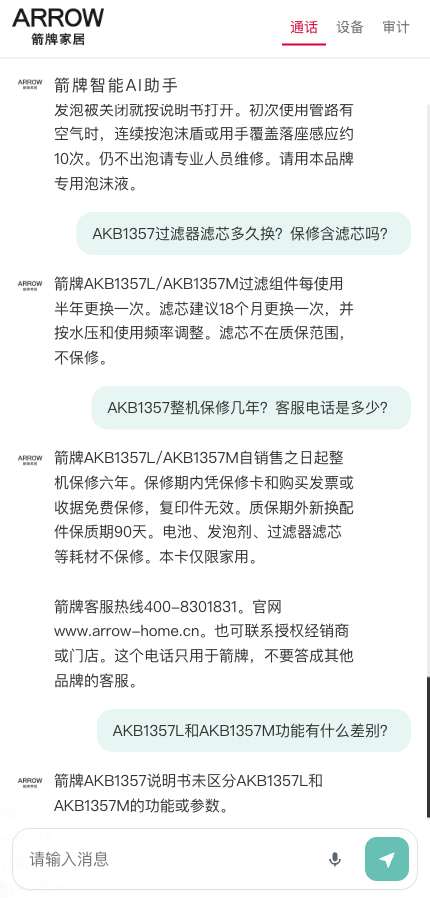 ARROW
箭牌家居
通话 设备 审计
ARROW
箭牌家居
箭牌智能AI助手
发泡被关闭就按说明书打开。初次使用管路有
空气时，连续按泡沫盾或用手覆盖落座感应约
10次。仍不出泡请专业人员维修。请用本品牌
专用泡沫液。
AKB1357过滤器滤芯多久换？保修含滤芯吗？
ARROW
箭牌家居
箭牌AKB1357L/AKB1357M过滤组件每使用
半年更换一次。滤芯建议18个月更换一次，并
按水压和使用频率调整。滤芯不在质保范围，
不保修。
AKB1357整机保修几年？客服电话是多少？
ARROW
箭牌家居
箭牌AKB1357L/AKB1357M自销售之日起整
机保修六年。保修期内凭保修卡和购买发票或
收据免费保修，复印件无效。质保期外新换配
件保质期90天。电池、发泡剂、过滤器滤芯
等耗材不保修。本卡仅限家用。
箭牌客服热线400-8301831。官网
www.arrow-home.cn。也可联系授权经销商
或门店。这个电话只用于箭牌，不要答成其他
品牌的客服。
AKB1357L和AKB1357M功能有什么差别？
ARROW
箭牌家居
箭牌AKB1357说明书未区分AKB1357L和
AKB1357M的功能或参数。
请输入消息